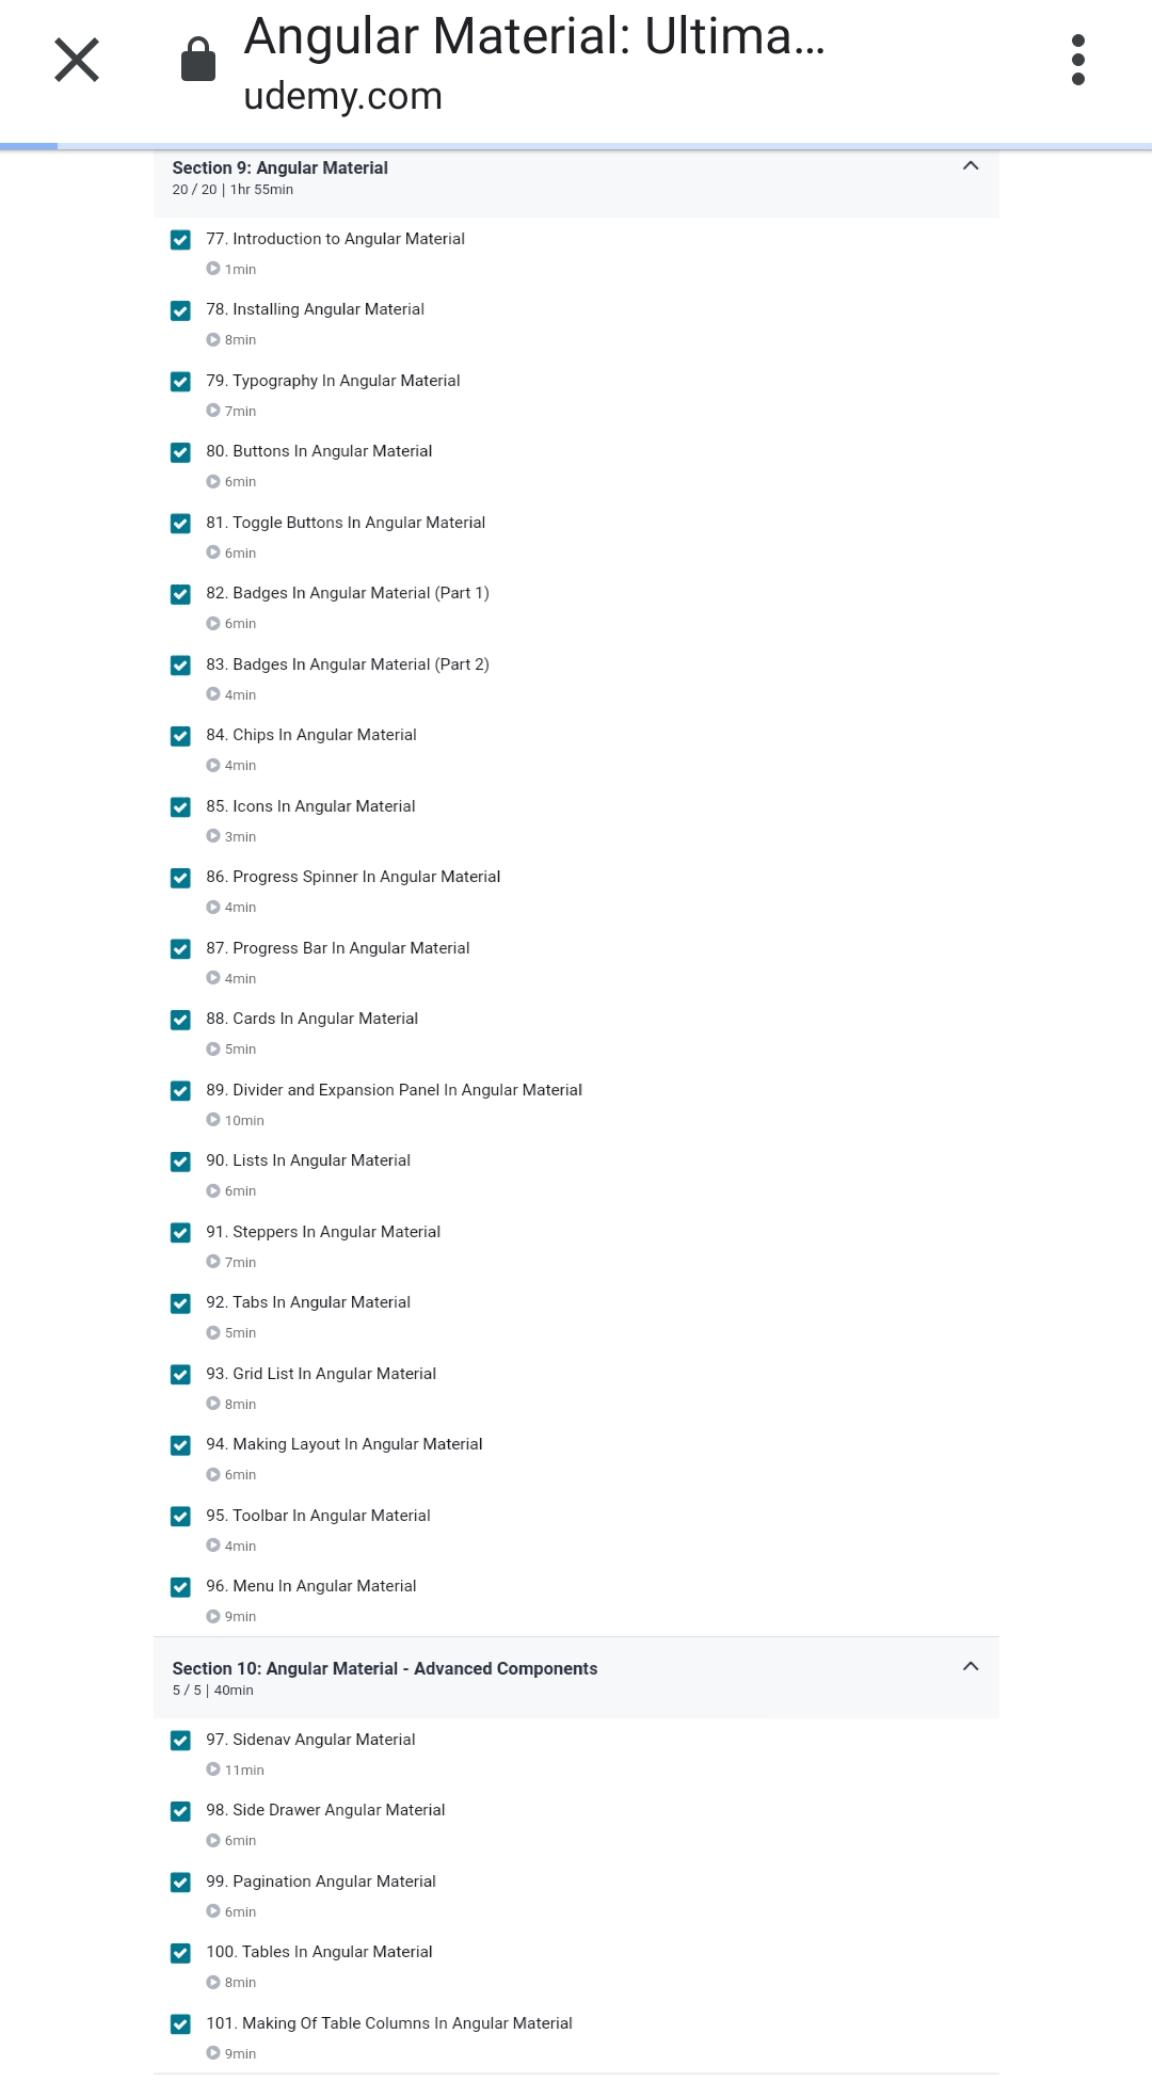 Angular Material: Ultima...
udemy.com
Section 9: Angular Material
20 / 20 | 1hr 55min
77. Introduction to Angular Material
1min
78. Installing Angular Material
8min
79. Typography In Angular Material
7min
80. Buttons In Angular Material
6min
81. Toggle Buttons In Angular Material
6min
82. Badges In Angular Material (Part 1)
6min
83. Badges In Angular Material (Part 2)
4min
84. Chips In Angular Material
4min
85. Icons In Angular Material
3min
86. Progress Spinner In Angular Material
4min
87. Progress Bar In Angular Material
4min
88. Cards In Angular Material
5min
89. Divider and Expansion Panel In Angular Material
10min
90. Lists In Angular Material
6min
91. Steppers In Angular Material
7min
92. Tabs In Angular Material
5min
93. Grid List In Angular Material
8min
94. Making Layout In Angular Material
6min
95. Toolbar In Angular Material
4min
96. Menu In Angular Material
9min
Section 10: Angular Material - Advanced Components
5 / 5 | 40min
97. Sidenav Angular Material
11min
98. Side Drawer Angular Material
6min
99. Pagination Angular Material
6min
100. Tables In Angular Material
8min
101. Making Of Table Columns In Angular Material
9min